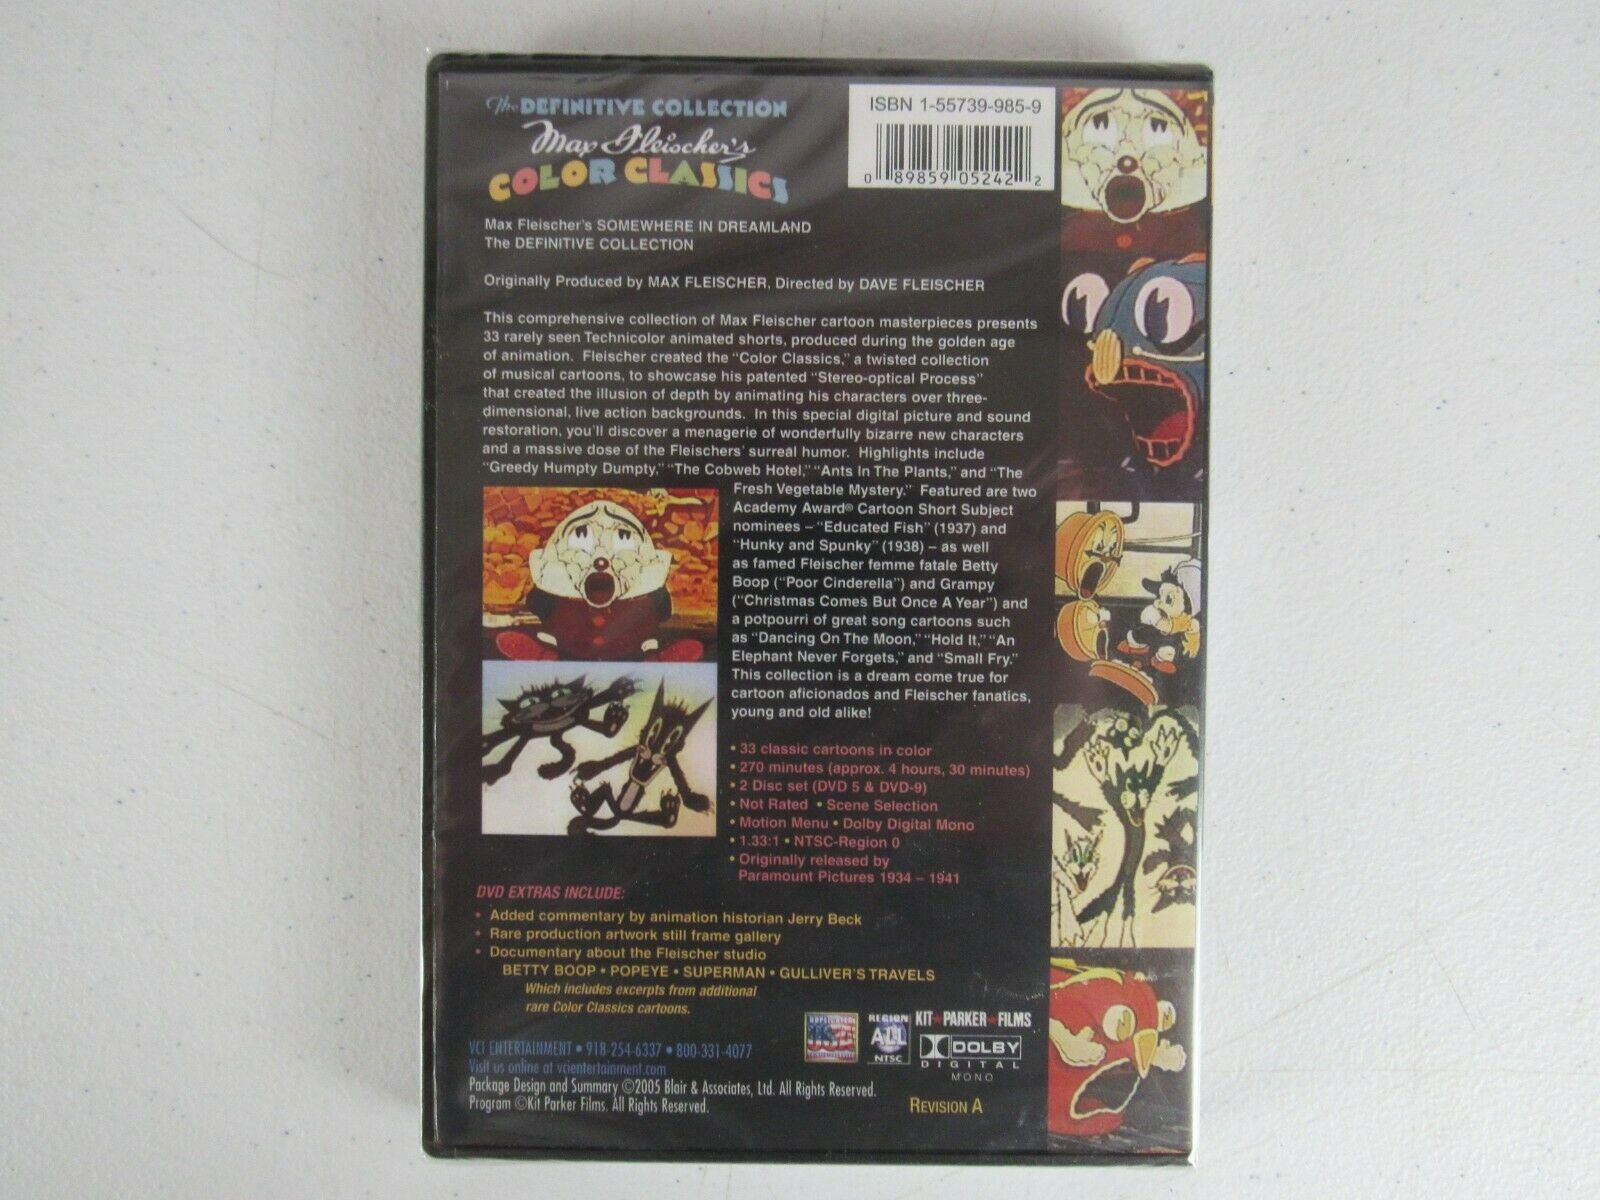 The DEFINITIVE COLLECTION
Max Fleischer's
COLOR CLASSICS
ISBN 1-55739-985-9
0 89859 05242 2
Max Fleischer's SOMEWHERE IN DREAMLAND
The DEFINITIVE COLLECTION
Originally Produced by MAX FLEISCHER, Directed by DAVE FLEISCHER
This comprehensive collection of Max Fleischer cartoon masterpieces presents
33 rarely seen Technicolor animated shorts, produced during the golden age
of animation. Fleischer created the "Color Classics," a twisted collection
of musical cartoons, to showcase his patented "Stereo-optical Process"
that created the illusion of depth by animating his characters over three-
dimensional, live action backgrounds. In this special digital picture and sound
restoration, you'll discover a menagerie of wonderfully bizarre new characters
and a massive dose of the Fleischers' surreal humor. Highlights include
"Greedy Humpty Dumpty," "The Cobweb Hotel," "Ants In The Plants," and "The
Fresh Vegetable Mystery." Featured are two
Academy Award® Cartoon Short Subject
nominees – "Educated Fish" (1937) and
"Hunky and Spunky" (1938) – as well
as famed Fleischer femme fatale Betty
Boop ("Poor Cinderella") and Grampy
("Christmas Comes But Once A Year") and
a potpourri of great song cartoons such
as "Dancing On The Moon," "Hold It," "An
Elephant Never Forgets," and "Small Fry."
This collection is a dream come true for
cartoon aficionados and Fleischer fanatics,
young and old alike!
• 33 classic cartoons in color
• 270 minutes (approx. 4 hours, 30 minutes)
• 2 Disc set (DVD 5 & DVD-9)
• Not Rated • Scene Selection
• Motion Menu • Dolby Digital Mono
• 1.33:1 • NTSC-Region 0
• Originally released by
Paramount Pictures 1934 – 1941
DVD EXTRAS INCLUDE:
• Added commentary by animation historian Jerry Beck
• Rare production artwork still frame gallery
• Documentary about the Fleischer studio
BETTY BOOP • POPEYE • SUPERMAN • GULLIVER'S TRAVELS
Which includes excerpts from additional
rare Color Classics cartoons.
DUPLICATED
USA
REGION
ALL
NTSC
KIT PARKER FILMS
DOLBY
DIGITAL
MONO
VCI ENTERTAINMENT • 918-254-6337 • 800-331-4077
Visit us online at vcientertainment.com
Package Design and Summary ©2005 Blair & Associates, Ltd. All Rights Reserved.
Program ©Kit Parker Films. All Rights Reserved.
REVISION A